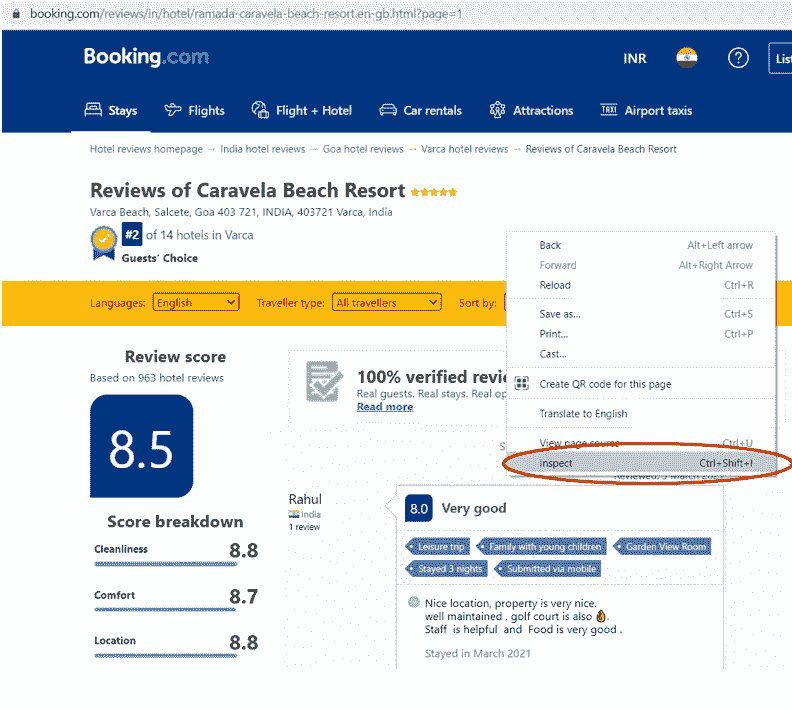 booking.com/reviews/in/hotel/ramada-caravela-beach-resort.en-gb.html?page=1
Booking.com
INR
List
Stays
Flights
Flight + Hotel
Car rentals
Attractions
TAXI
Airport taxis
Hotel reviews homepage → India hotel reviews → Goa hotel reviews → Varca hotel reviews → Reviews of Caravela Beach Resort
Reviews of Caravela Beach Resort
Varca Beach, Salcete, Goa 403 721, INDIA, 403721 Varca, India
#2 of 14 hotels in Varca
Guests' Choice
Languages: English
Traveller type: All travellers
Sort by:
Back Alt+Left arrow
Forward Alt+Right Arrow
Reload Ctrl+R
Save as... Ctrl+S
Print... Ctrl+P
Cast...
Create QR code for this page
Translate to English
View page source Ctrl+U
Inspect Ctrl+Shift+I
Review score
Based on 963 hotel reviews
8.5
Score breakdown
Cleanliness 8.8
Comfort 8.7
Location 8.8
100% verified
Real guests. Real stays. Real
Read more
Reviewed: 5 March 2021
Rahul
India
1 review
8.0 Very good
Leisure trip
Family with young children
Garden View Room
Stayed 3 nights
Submitted via mobile
Nice location, property is very nice.
well maintained , golf court is also 👌.
Staff is helpful and Food is very good .
Stayed in March 2021